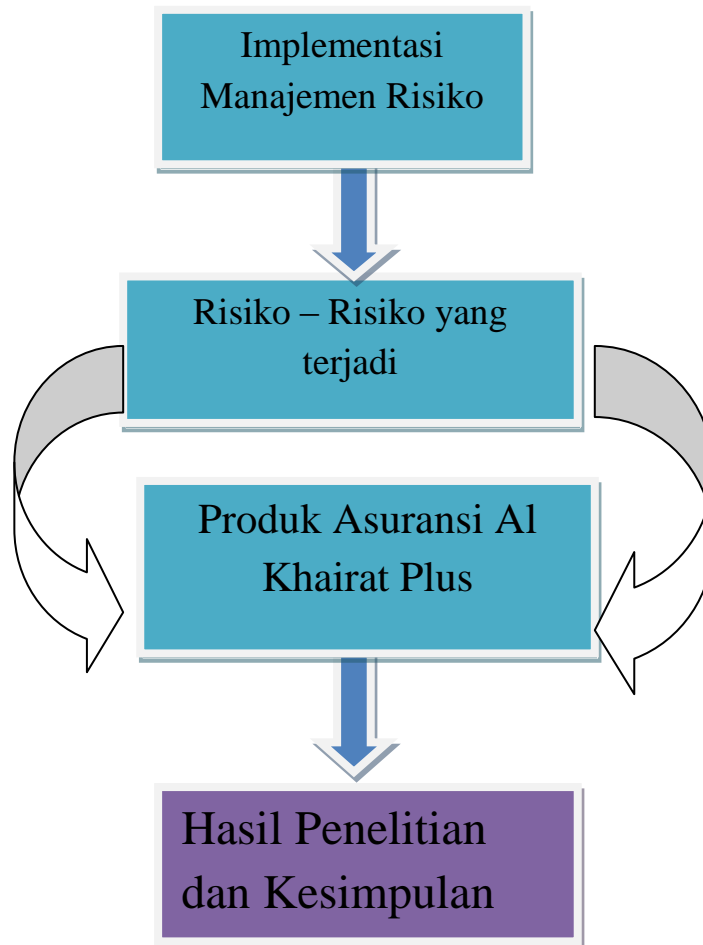 Implementasi
Manajemen Risiko
Risiko – Risiko yang
terjadi
Produk Asuransi Al
Khairat Plus
Hasil Penelitian
dan Kesimpulan